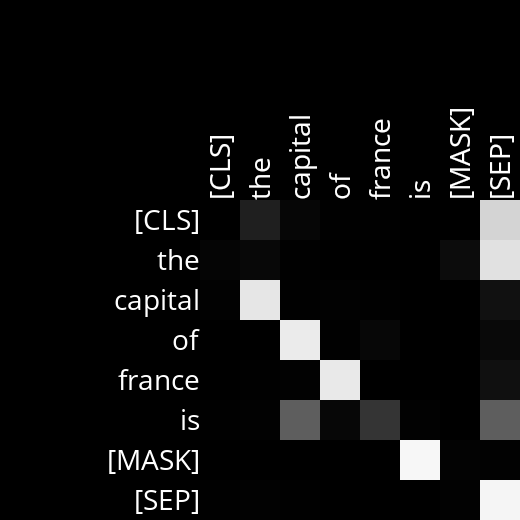 [CLS] the capital of france is [MASK] [SEP]
[CLS]
the
capital
of
france
is
[MASK]
[SEP]